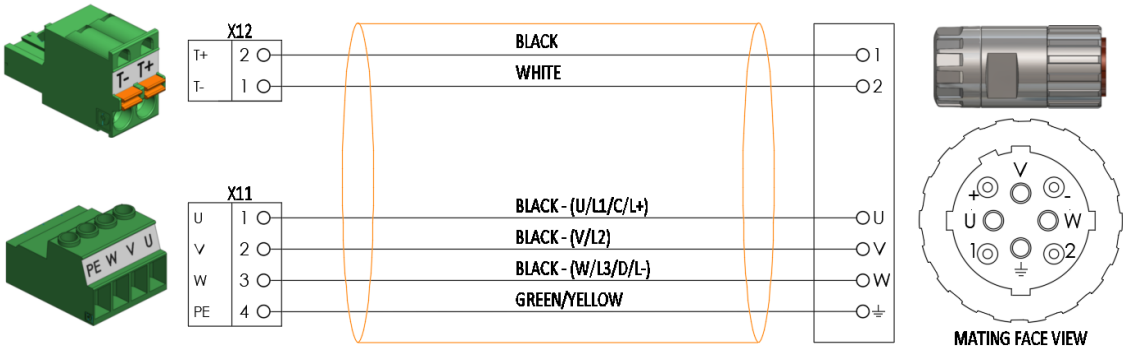 X12
T+ 2 BLACK 1
T- 1 WHITE 2
T- T+
X11
U 1 BLACK - (U/L1/C/L+) U
V 2 BLACK - (V/L2) V
W 3 BLACK - (W/L3/D/L-) W
PE 4 GREEN/YELLOW
PE W V U
V
+ -
U W
1 2
MATING FACE VIEW